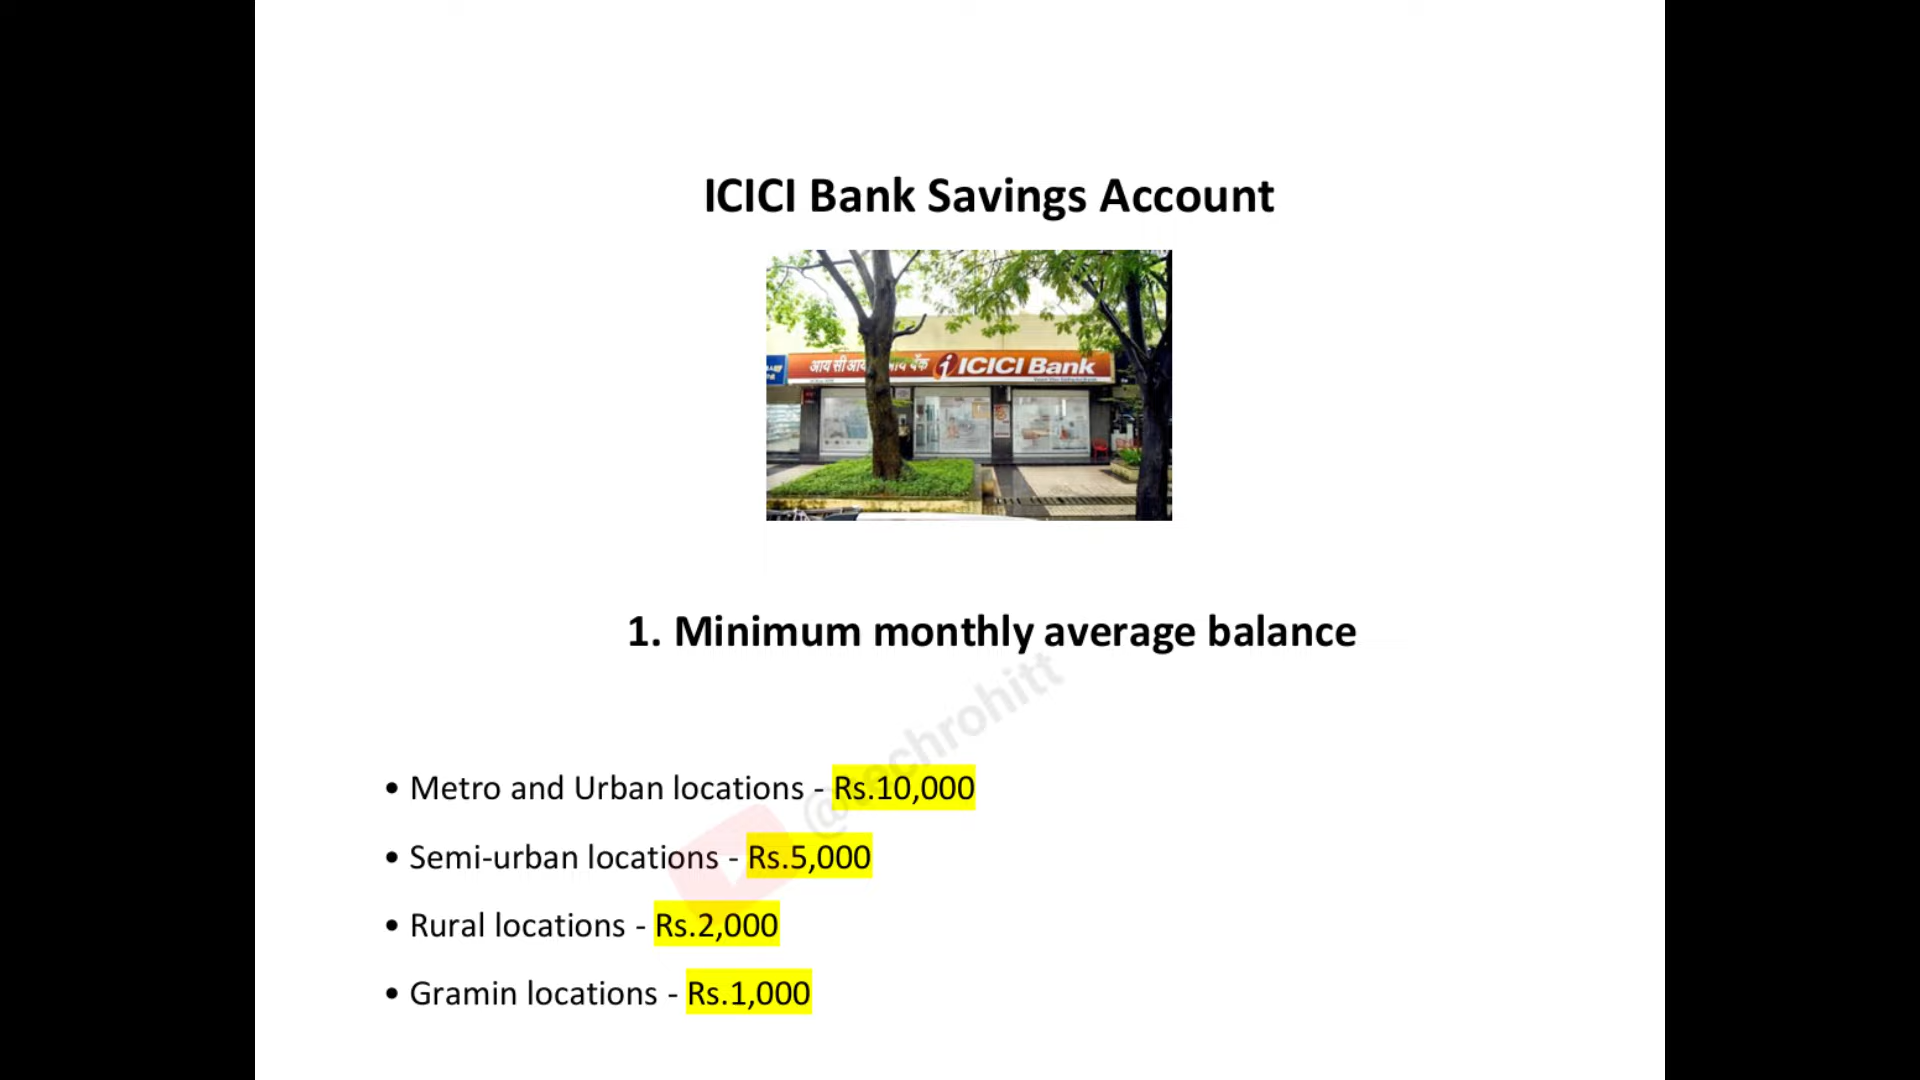 ICICI Bank Savings Account
ICICI Bank
1. Minimum monthly average balance
@techrohitt
• Metro and Urban locations - Rs.10,000
• Semi-urban locations - Rs.5,000
• Rural locations - Rs.2,000
• Gramin locations - Rs.1,000